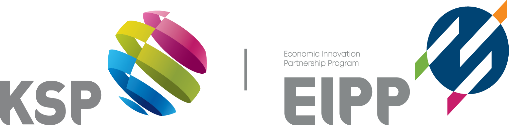 KSP
Economic Innovation
Partnership Program
EIPP